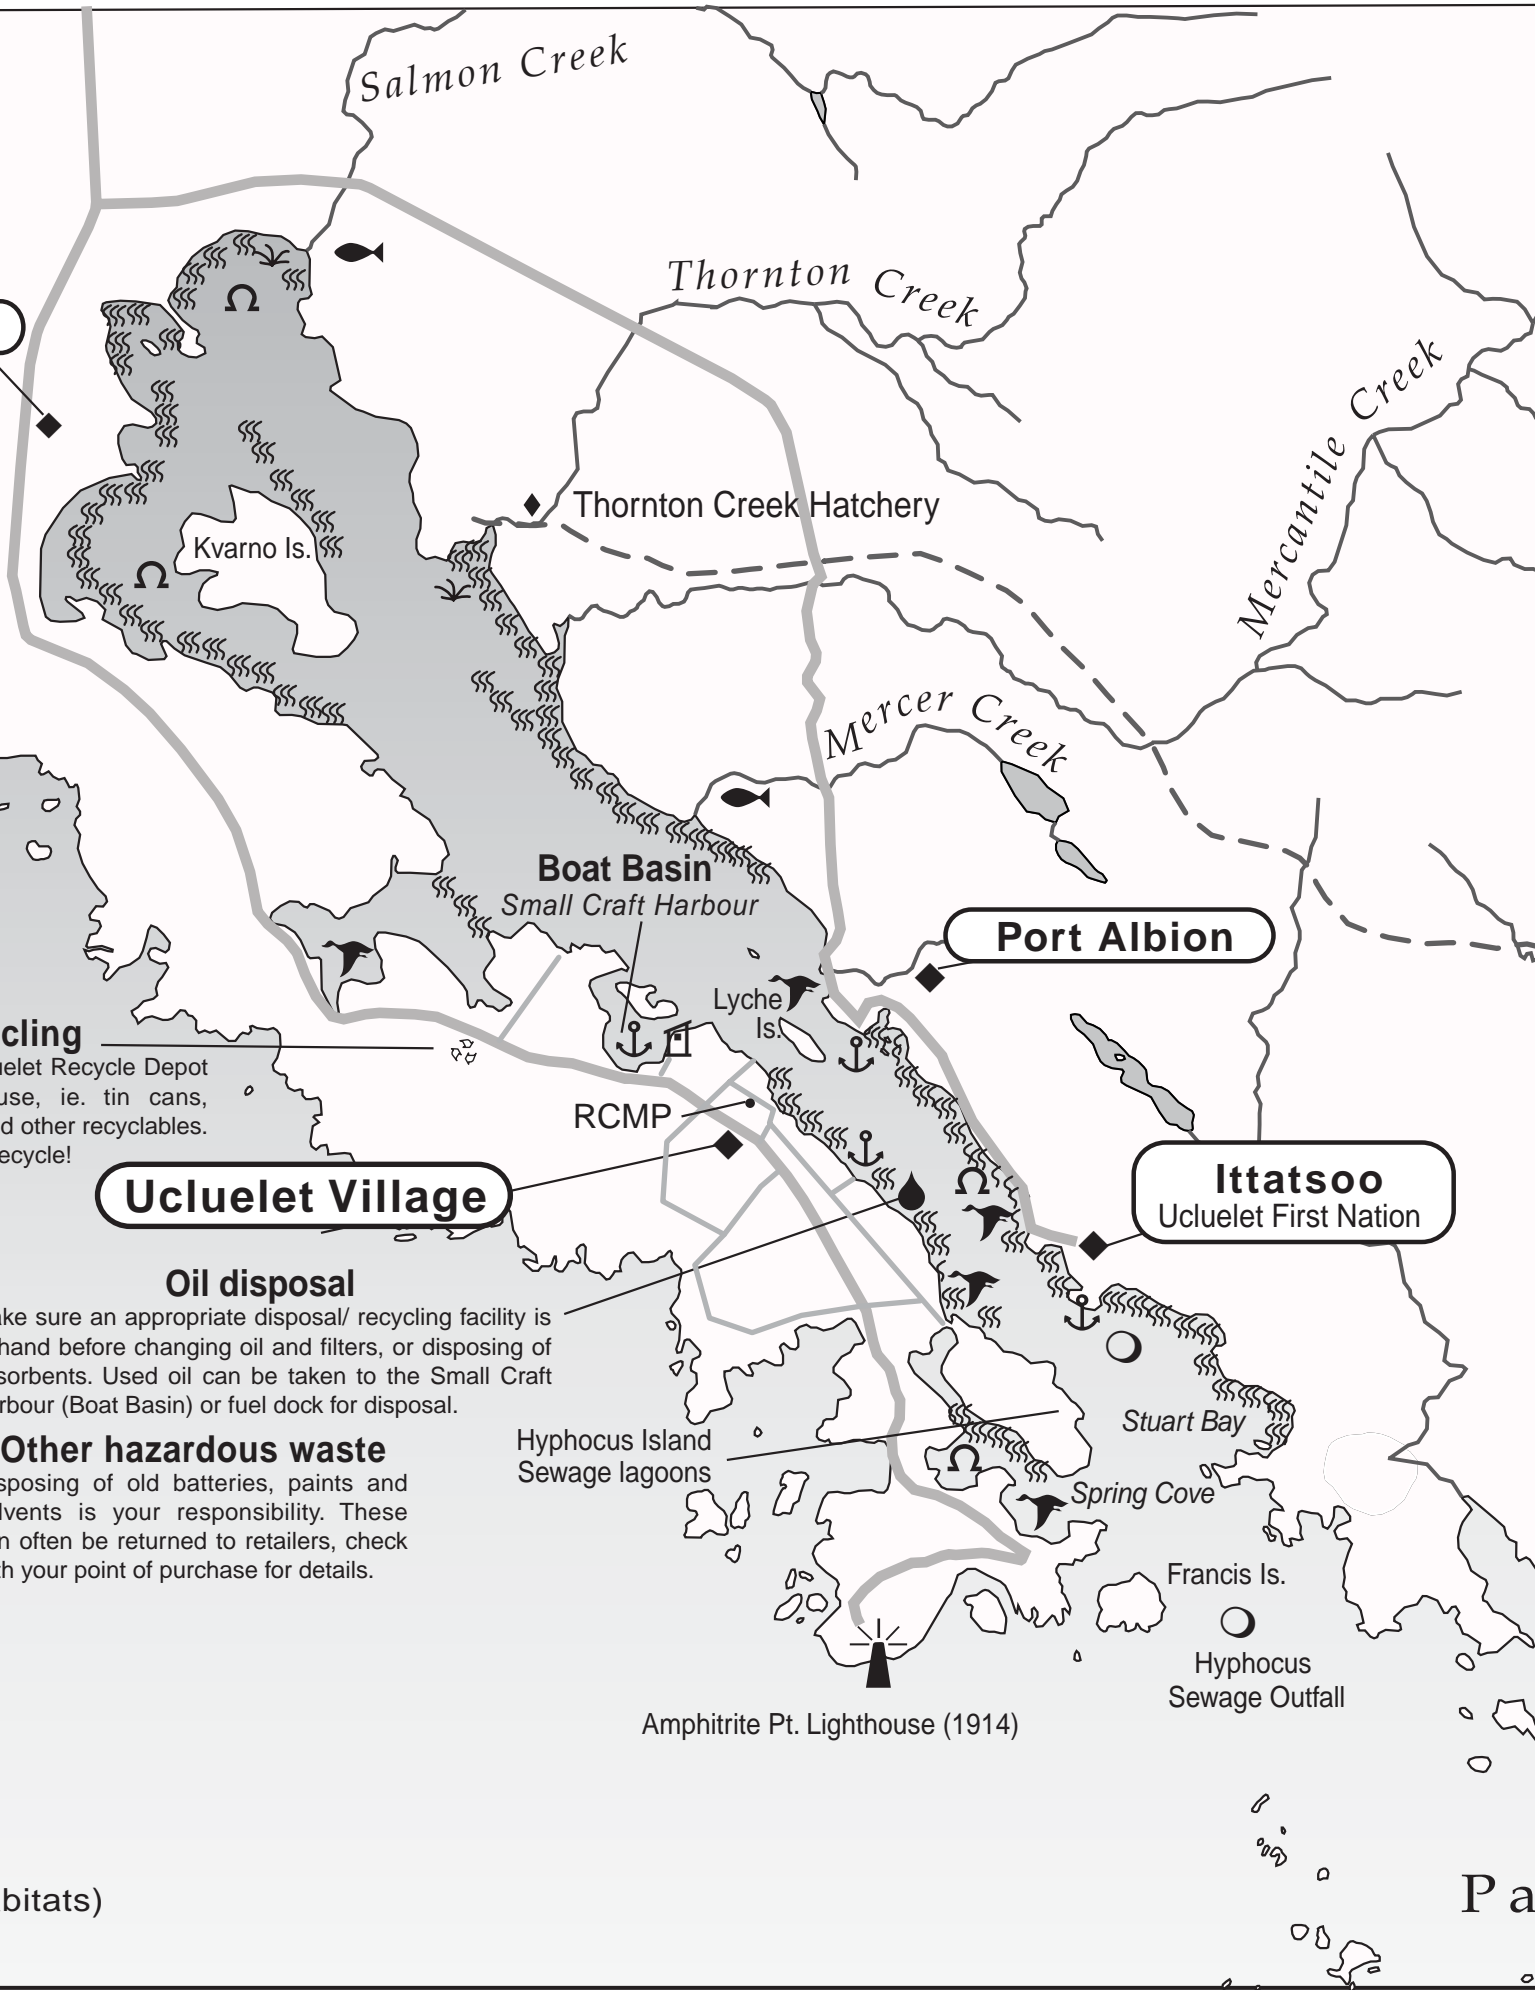 Salmon Creek
Thornton Creek
Mercantile Creek
Thornton Creek Hatchery
Kvarno Is.
Mercer Creek
Boat Basin
Small Craft Harbour
Port Albion
Lyche
Is.
cling
uelet Recycle Depot
use, ie. tin cans,
d other recyclables.
ecycle!
RCMP
Ucluelet Village
Ittatsoo
Ucluelet First Nation
Oil disposal
ake sure an appropriate disposal/ recycling facility is
hand before changing oil and filters, or disposing of
sorbents. Used oil can be taken to the Small Craft
rbour (Boat Basin) or fuel dock for disposal.
Other hazardous waste
sposing of old batteries, paints and
lvents is your responsibility. These
n often be returned to retailers, check
th your point of purchase for details.
Hyphocus Island
Sewage lagoons
Stuart Bay
Spring Cove
Francis Is.
Hyphocus
Sewage Outfall
Amphitrite Pt. Lighthouse (1914)
bitats)
Pa